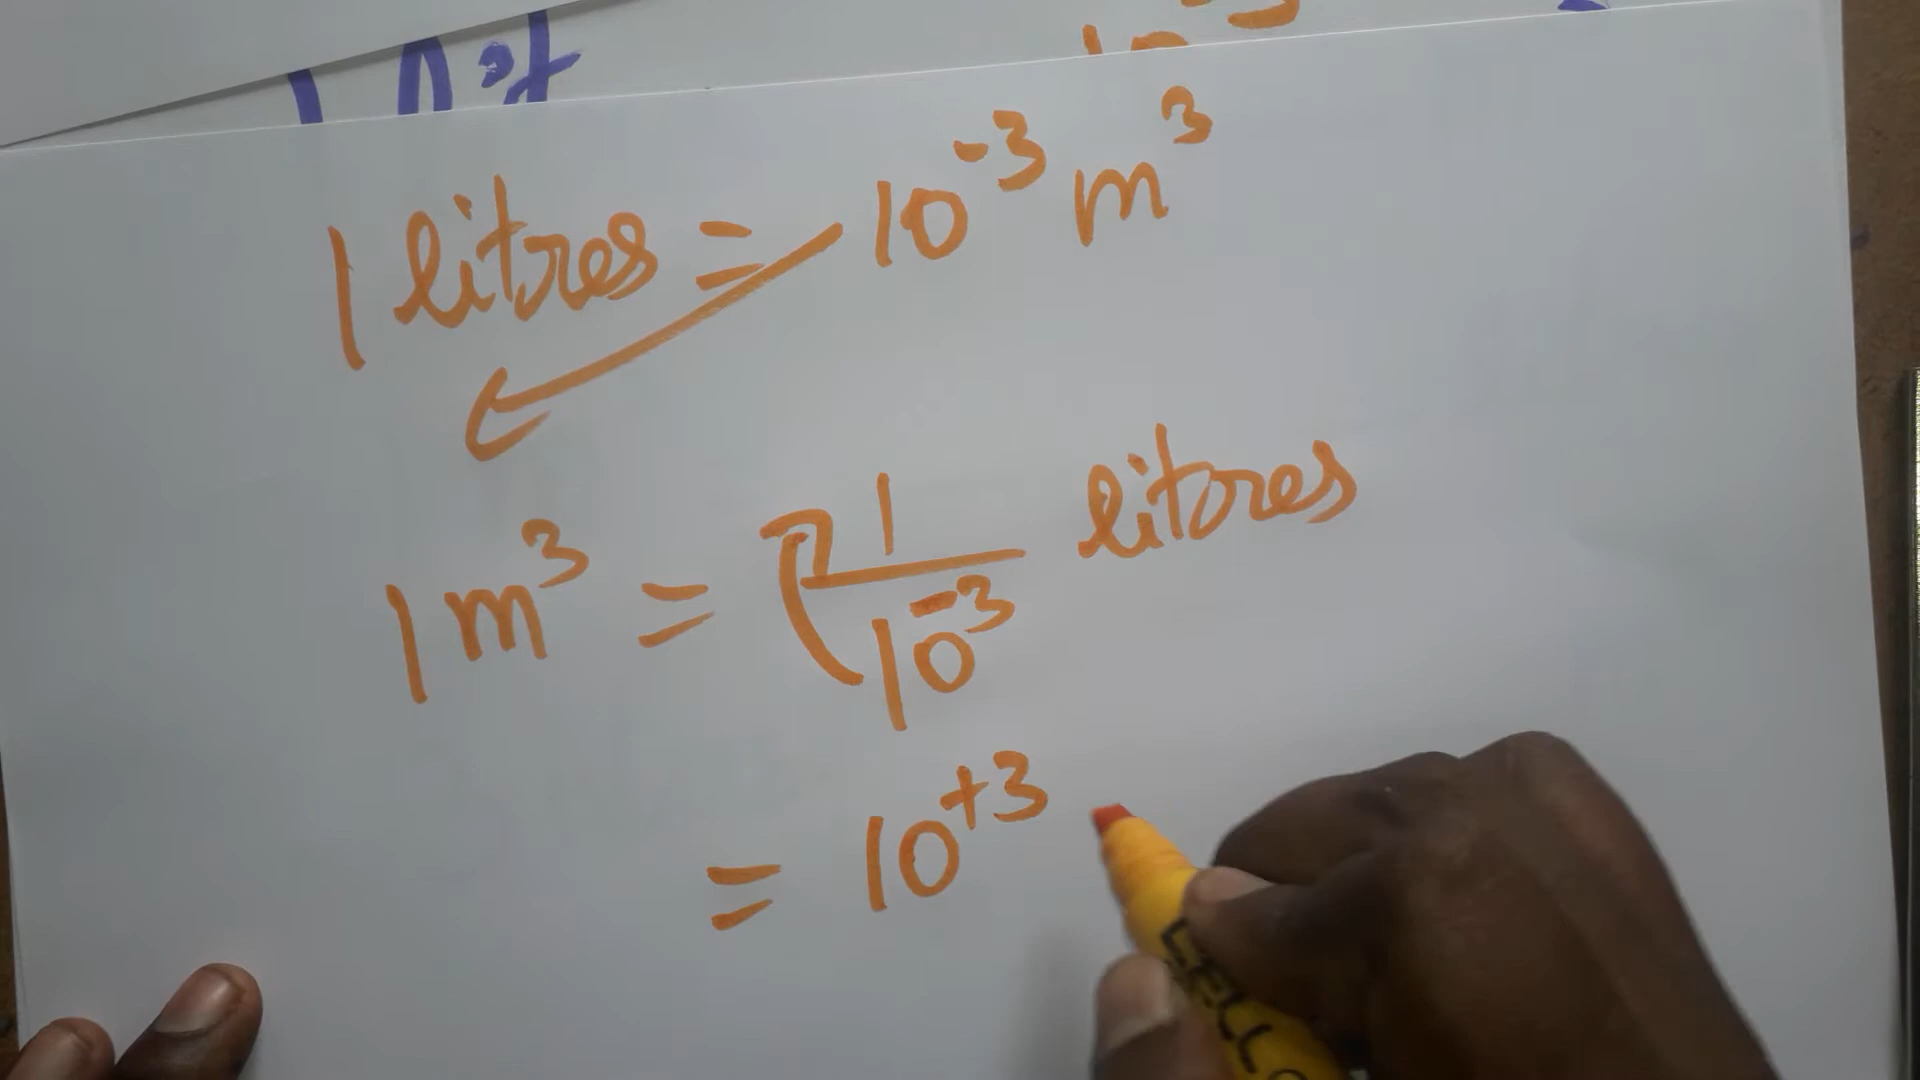 1 litres = 10⁻³ m³
1 m³ = 1/10⁻³ litres
= 10⁺³